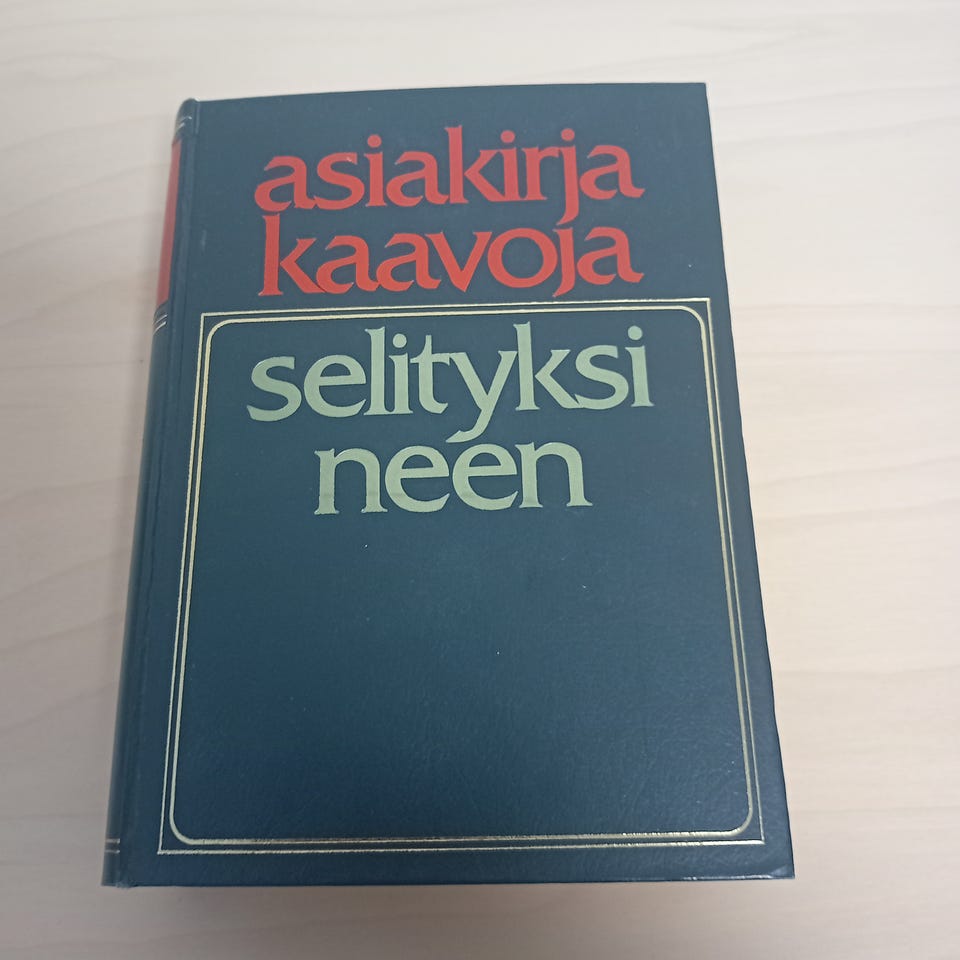 asiakirja
kaavoja
selityksi
neen